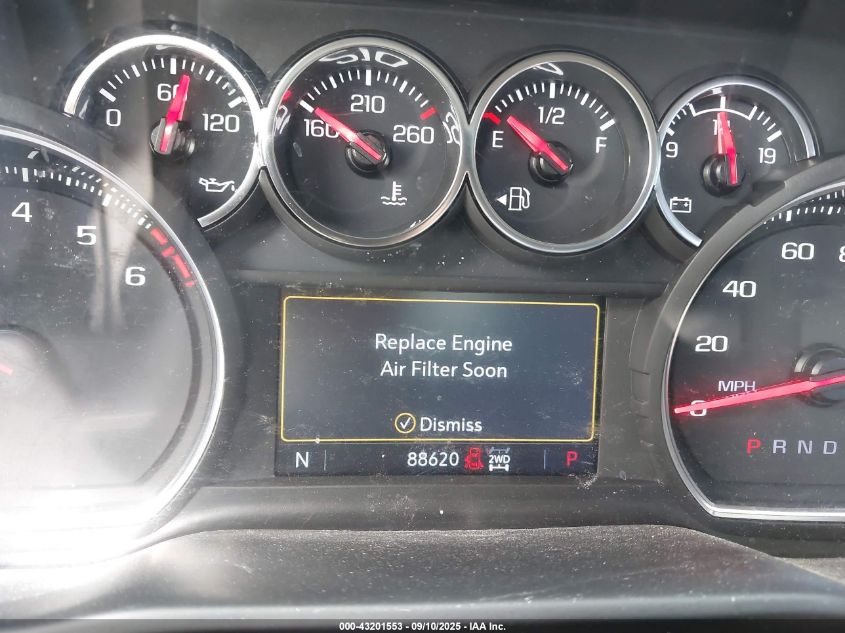 0 60 120
160 210 260
E 1/2 F
9 19
4 5 6
0 20 40 60
MPH
P R N D
Replace Engine
Air Filter Soon
Dismiss
N 88620 2WD P
000-43201553 - 09/10/2025 - IAA Inc.